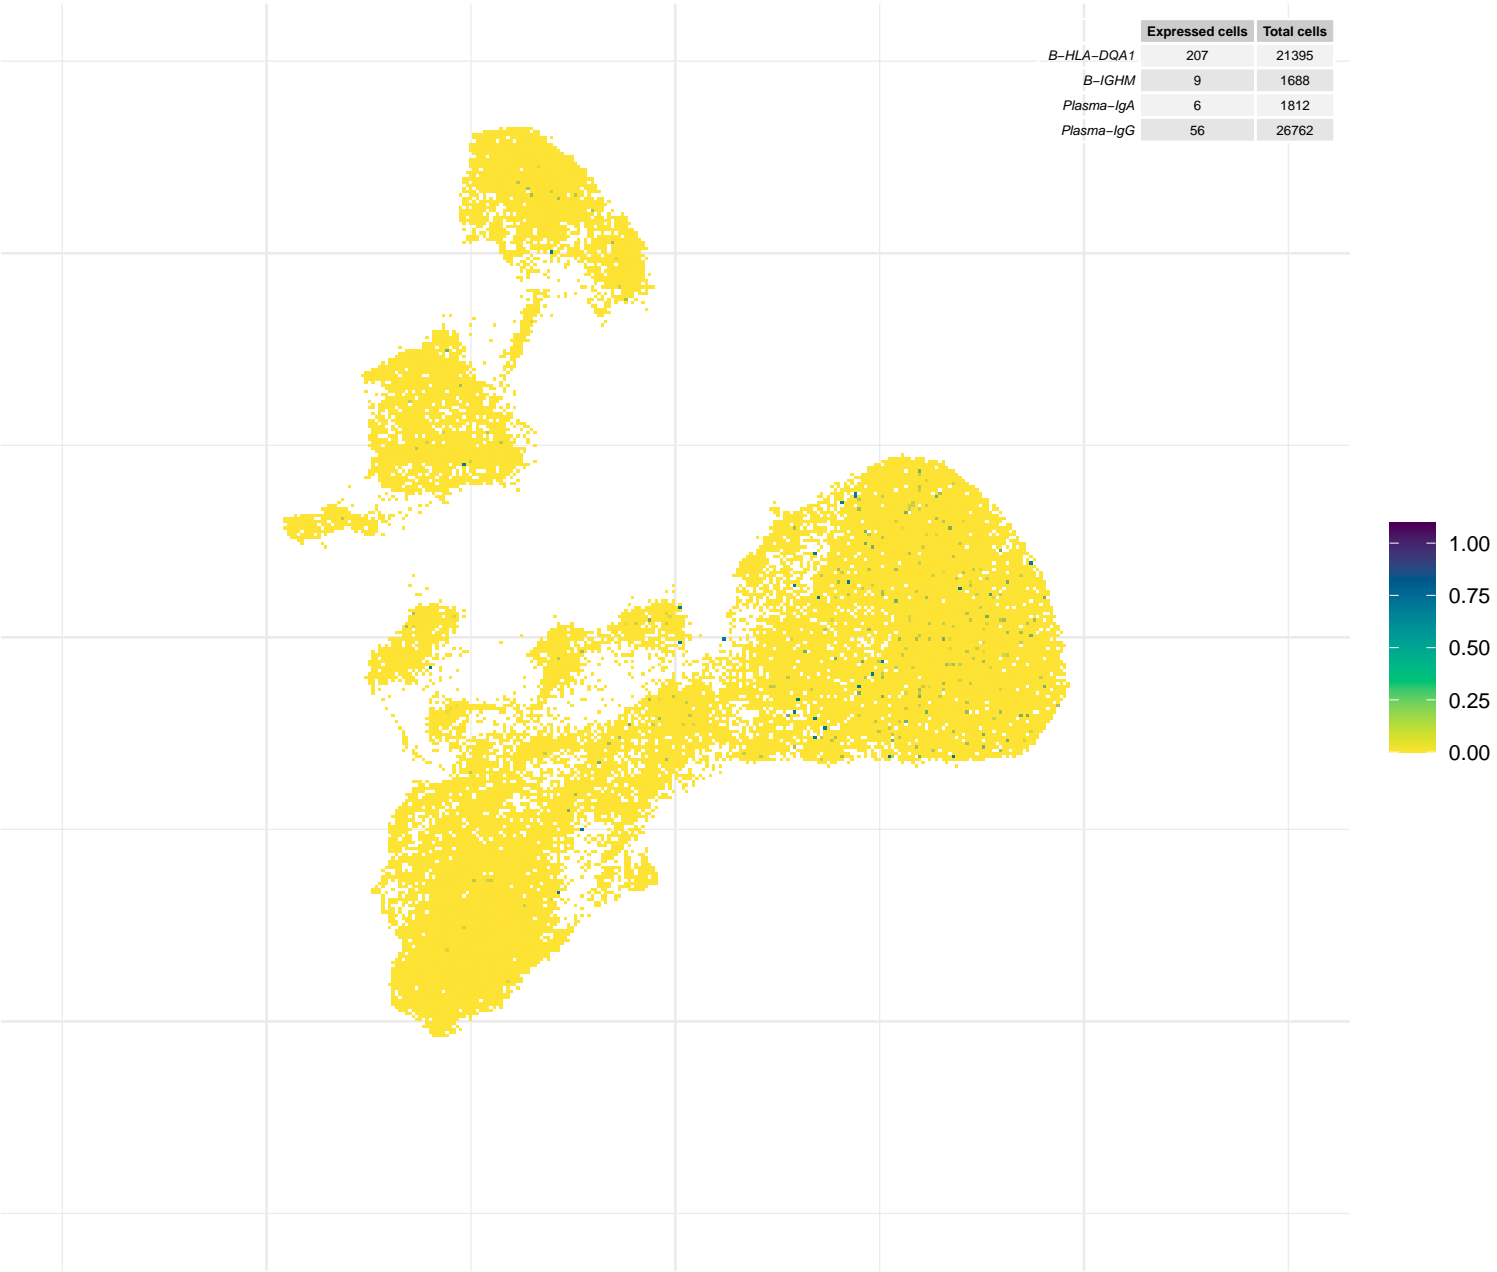 Expressed cells Total cells
B−HLA−DQA1 207 21395
B−IGHM 9 1688
Plasma−IgA 6 1812
Plasma−IgG 56 26762
1.00
0.75
0.50
0.25
0.00